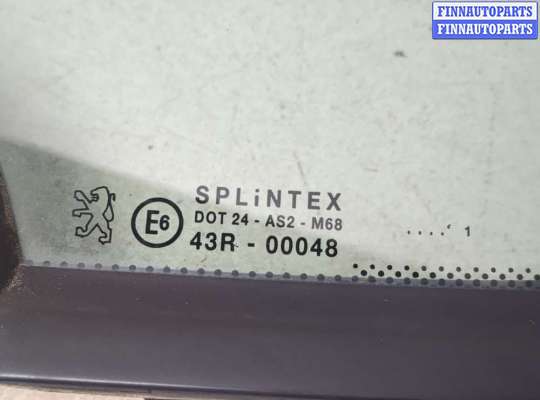 FINNAUTOPARTS
FINNAUTOPARTS
SPLiNTEX
E6
DOT 24 - AS2 - M68
43R - 00048
....‘ 1